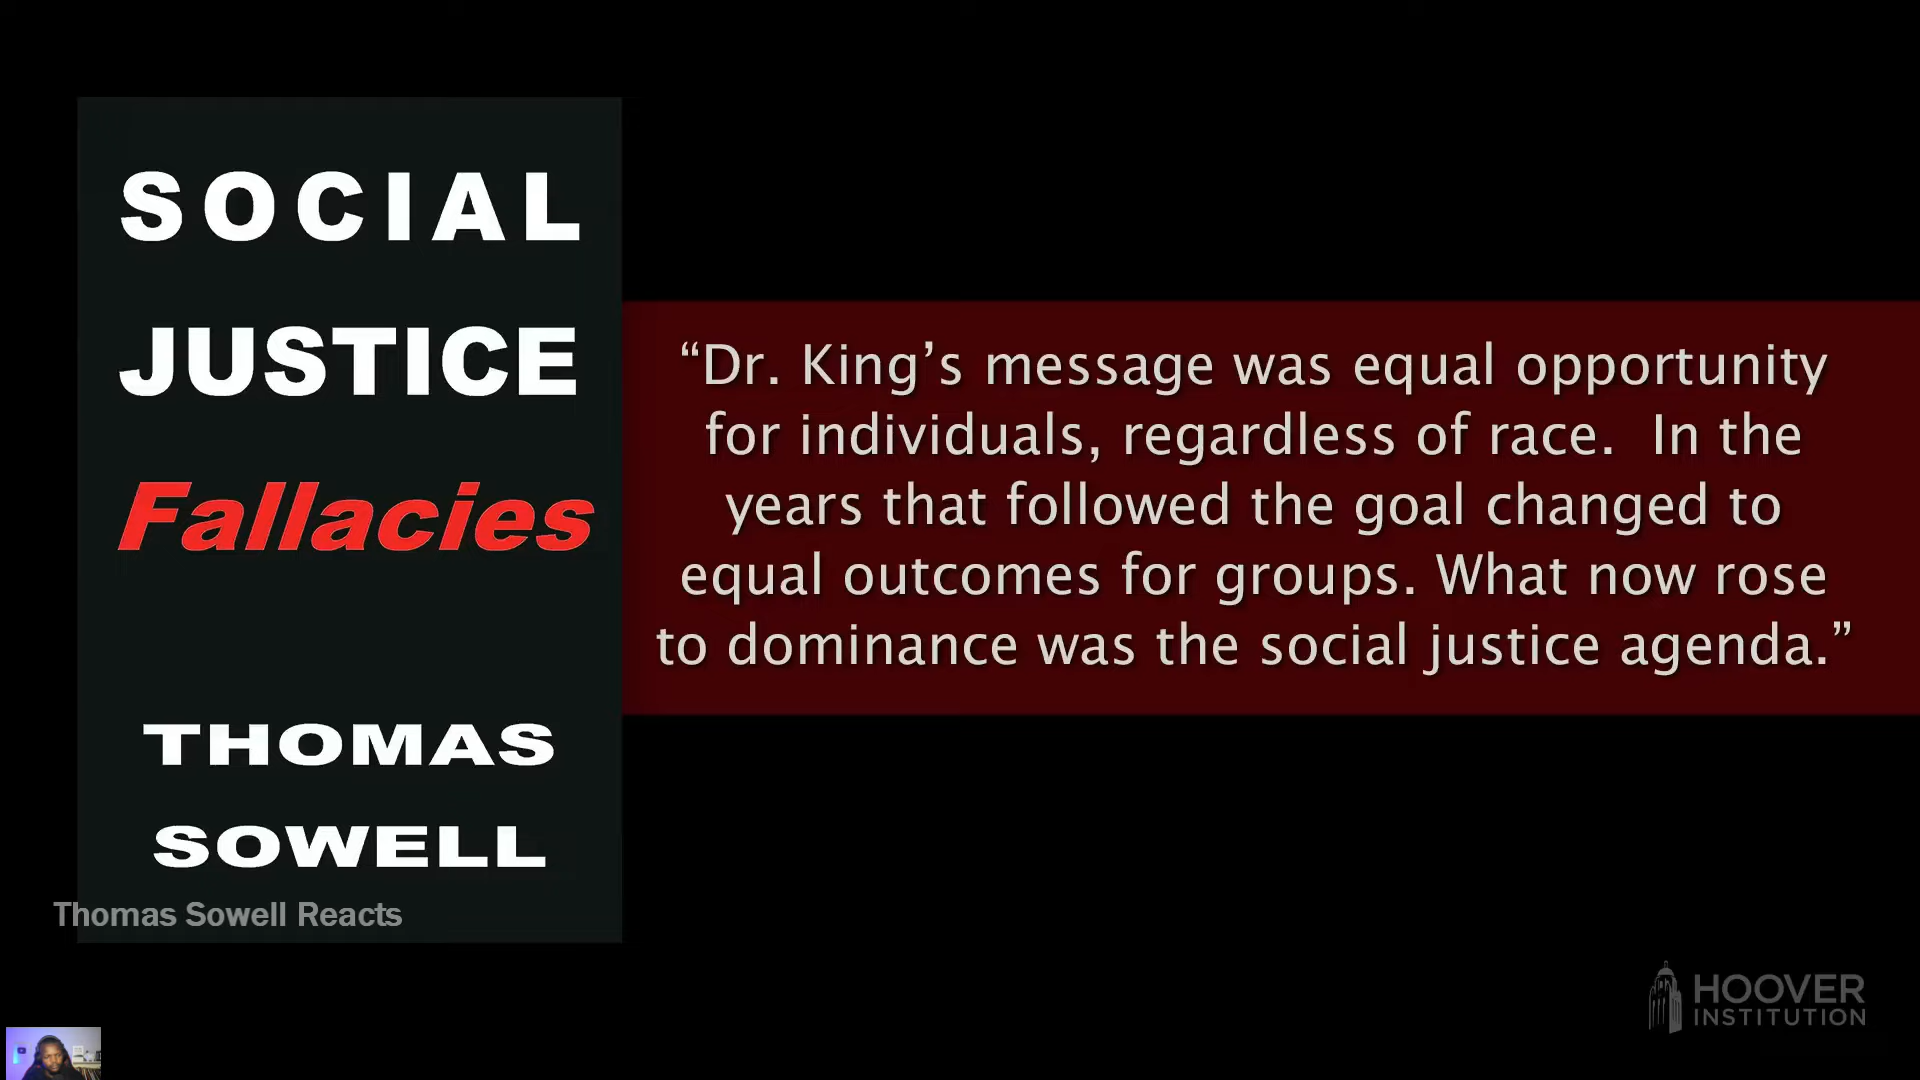 SOCIAL
JUSTICE
Fallacies
THOMAS
SOWELL
“Dr. King’s message was equal opportunity
for individuals, regardless of race.  In the
years that followed the goal changed to
equal outcomes for groups. What now rose
to dominance was the social justice agenda.”
Thomas Sowell Reacts
HOOVER
INSTITUTION